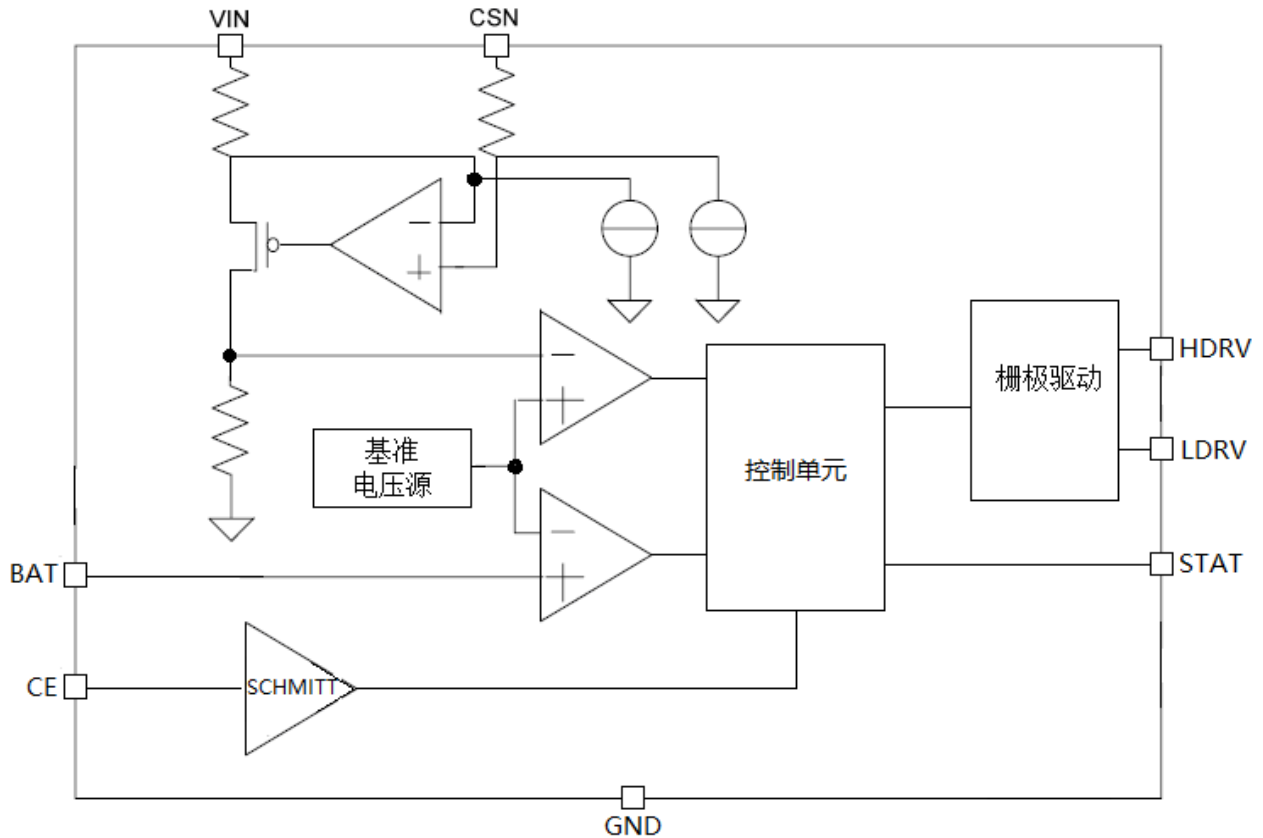 VIN
CSN
HDRV
栅极驱动
LDRV
基准
电压源
控制单元
STAT
BAT
CE
SCHMITT
GND